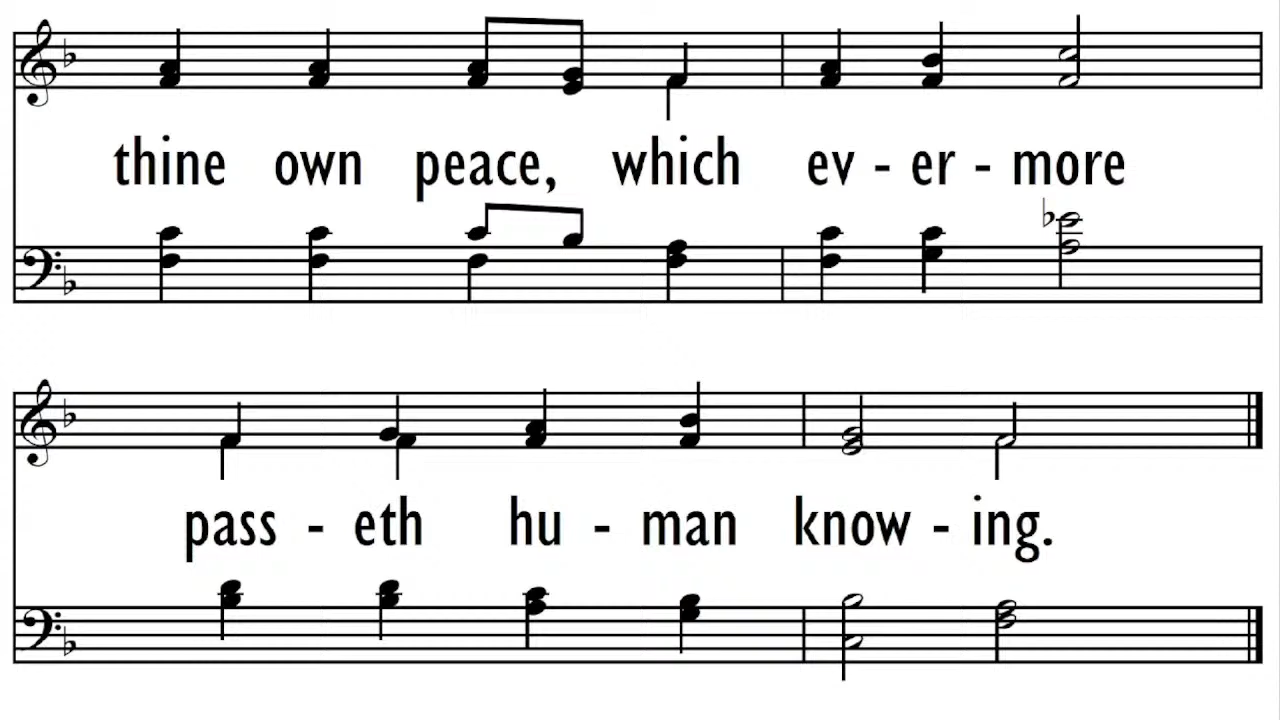 thine own peace, which ev - er - more
pass - eth hu - man know - ing.